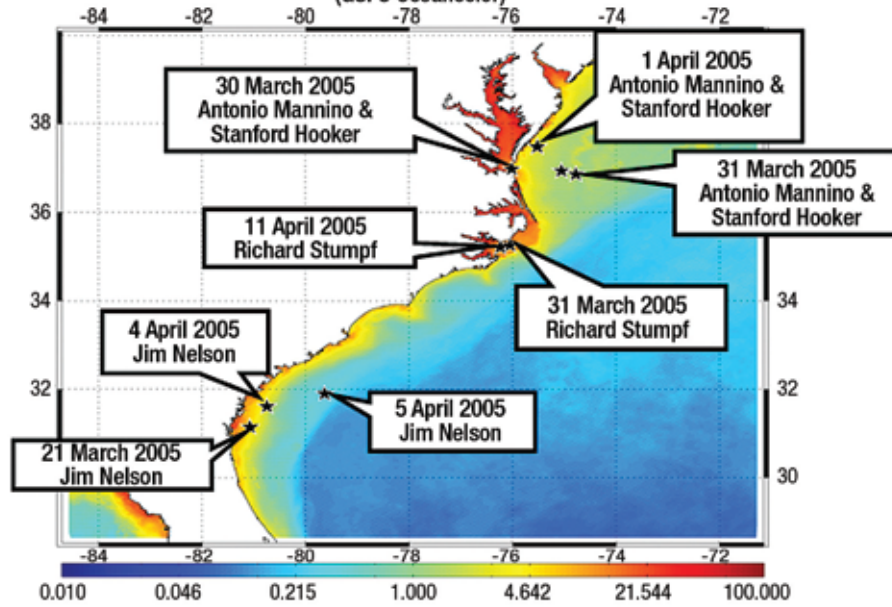 -84 -82 -80 -78 -76 -74 -72
1 April 2005
Antonio Mannino &
Stanford Hooker
30 March 2005
Antonio Mannino &
Stanford Hooker
38
31 March 2005
Antonio Mannino &
Stanford Hooker
36
11 April 2005
Richard Stumpf
34
34
31 March 2005
Richard Stumpf
4 April 2005
Jim Nelson
32
32
5 April 2005
Jim Nelson
21 March 2005
Jim Nelson
30
-84 -82 -80 -78 -76 -74 -72
0.010 0.046 0.215 1.000 4.642 21.544 100.000